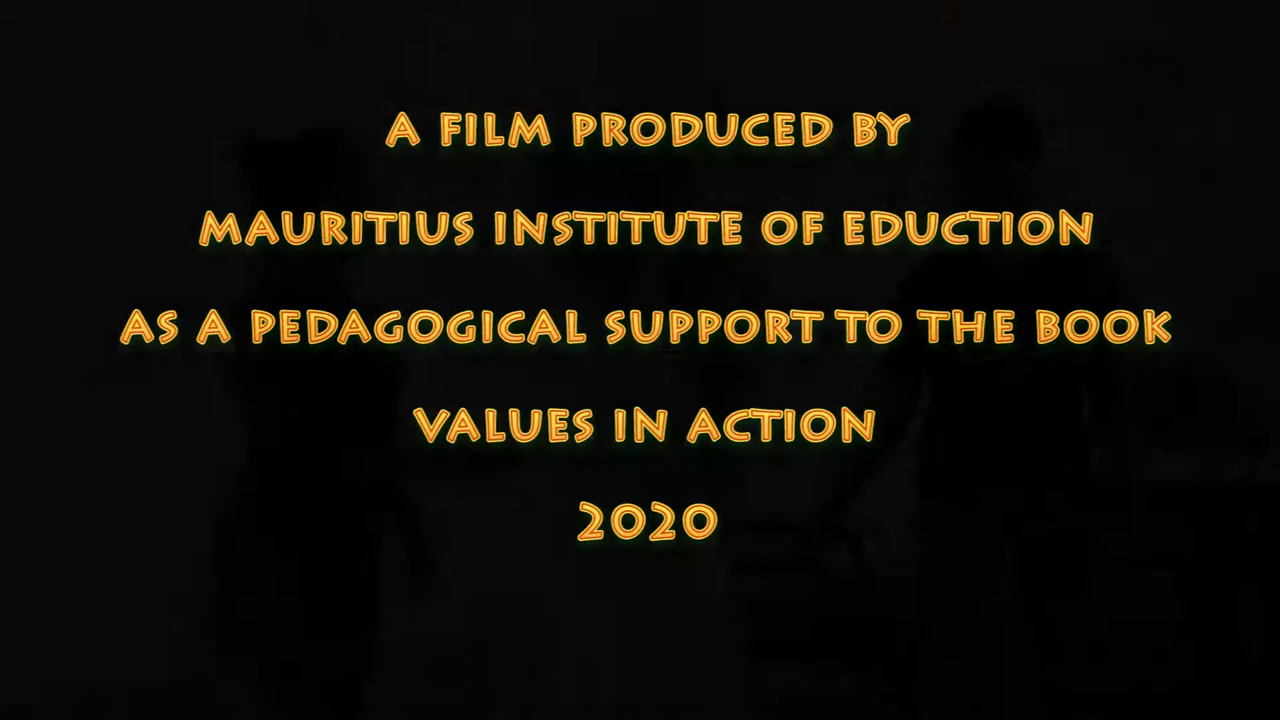 A FILM PRODUCED BY
MAURITIUS INSTITUTE OF EDUCTION
AS A PEDAGOGICAL SUPPORT TO THE BOOK
VALUES IN ACTION
2020